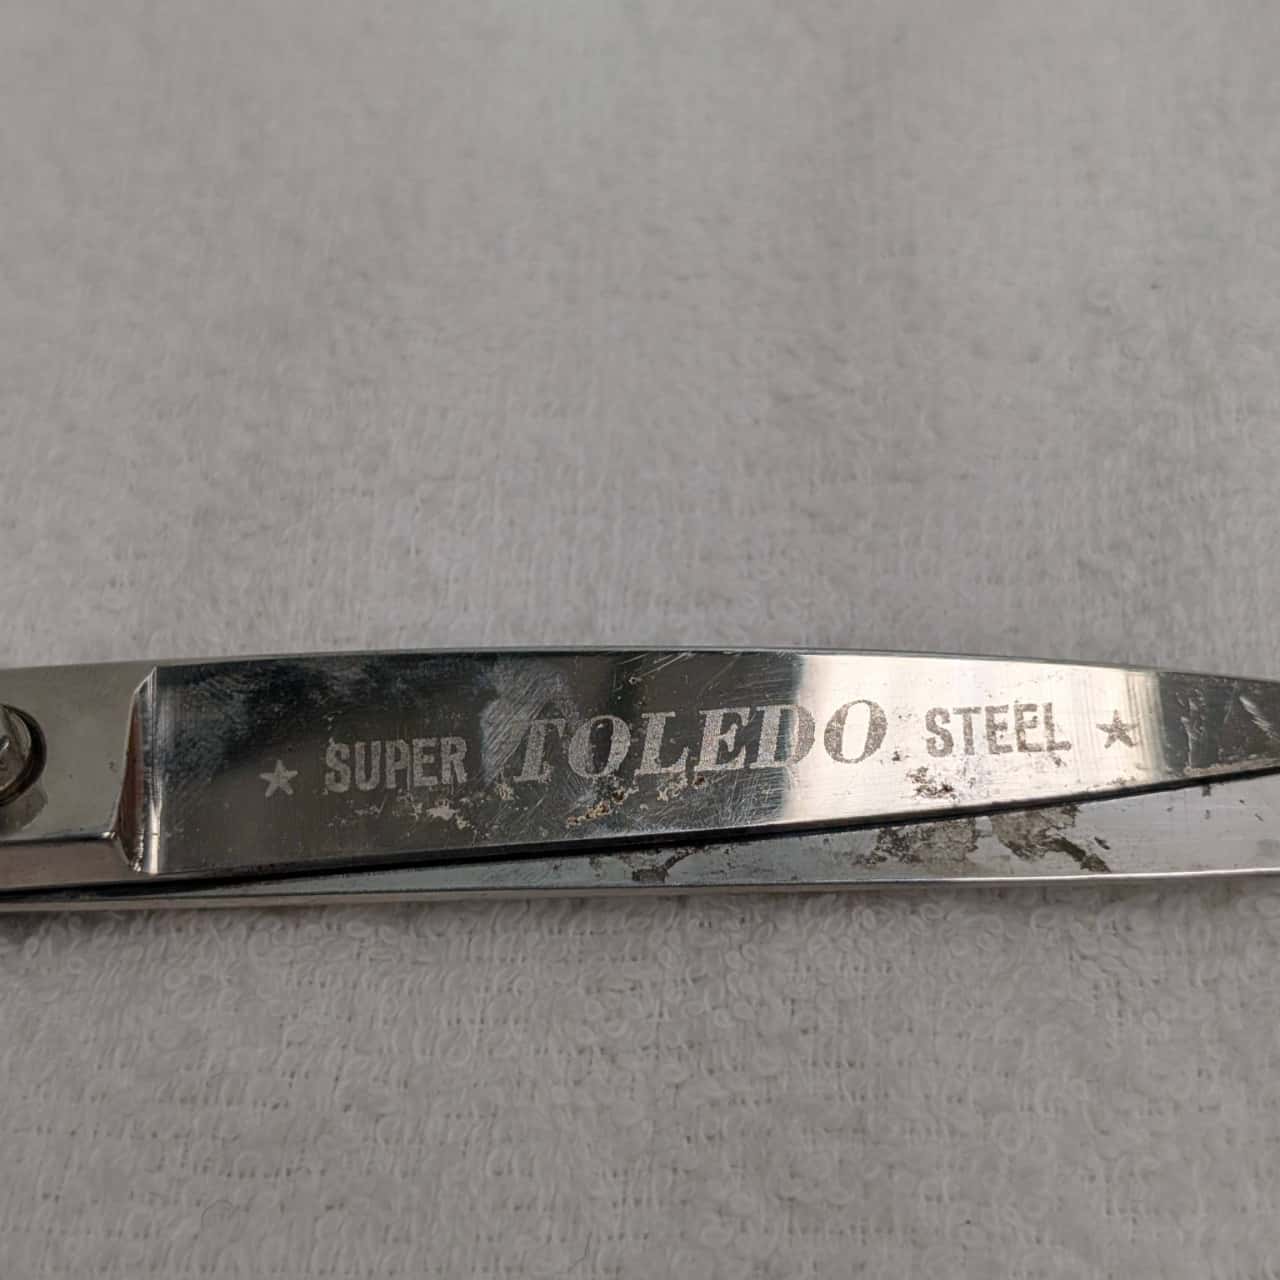 ★ SUPER TOLEDO STEEL ★